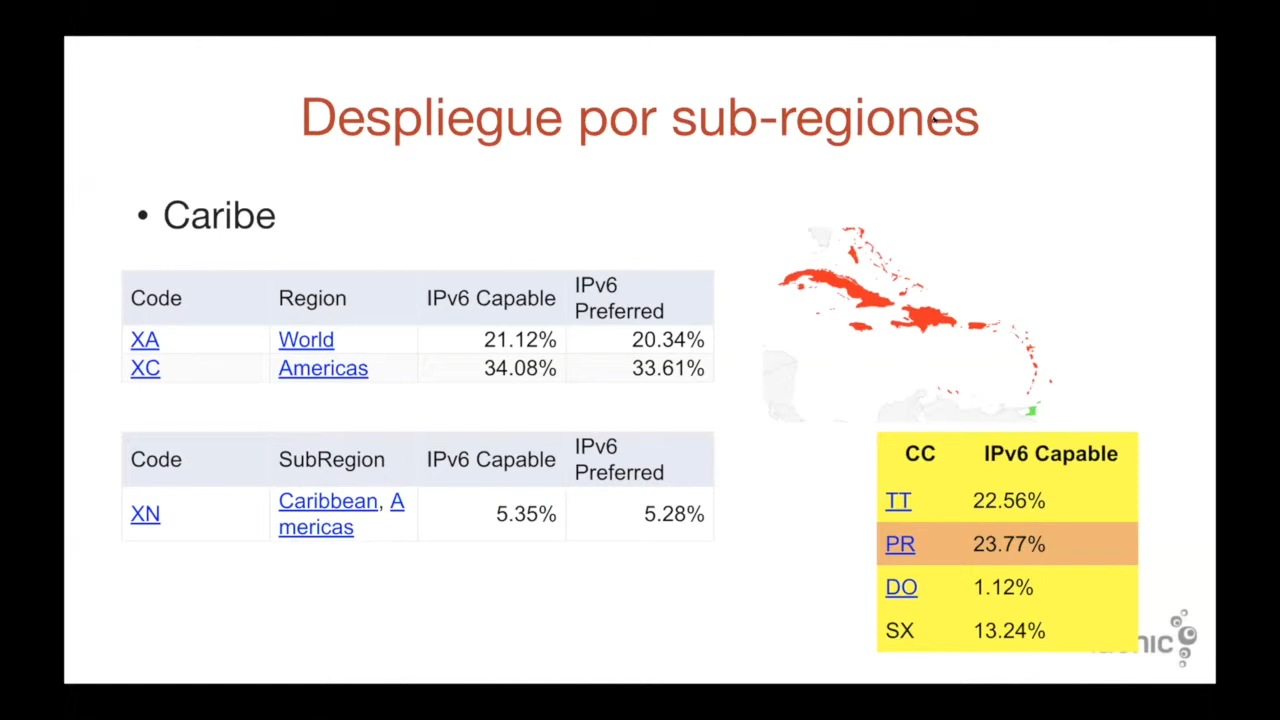 Despliegue por sub-regiones
• Caribe
Code Region IPv6 Capable IPv6 Preferred
XA World 21.12% 20.34%
XC Americas 34.08% 33.61%
Code SubRegion IPv6 Capable IPv6 Preferred
XN Caribbean, Americas 5.35% 5.28%
CC IPv6 Capable
TT 22.56%
PR 23.77%
DO 1.12%
SX 13.24%